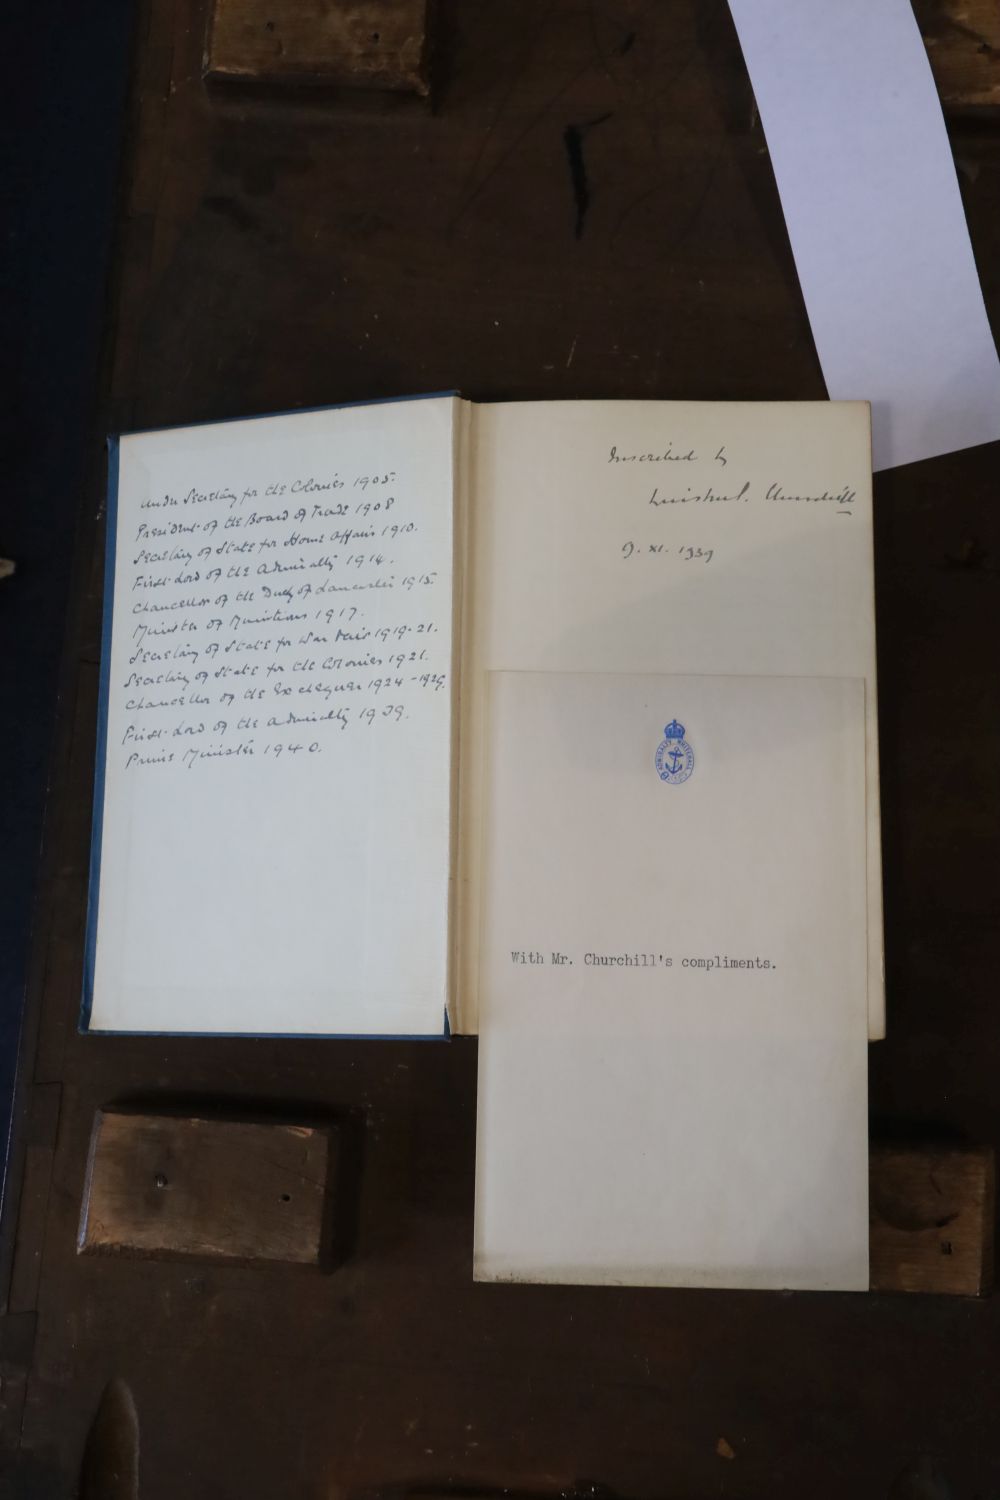 Under Secretary for the Colonies 1905.
President of the Board of Trade 1908
Secretary of State for Home Affairs 1910.
First Lord of the Admiralty 1914.
Chancellor of the Duchy of Lancaster 1915.
Minister of Munitions 1917.
Secretary of State for War 1919-21.
Secretary of State for the Colonies 1921.
Chancellor of the Exchequer 1924-1929.
First Lord of the Admiralty 1939.
Prime Minister 1940.
Inscribed by
Winston S. Churchill
9. XI. 1939
ADMIRALTY WHITEHALL
With Mr. Churchill's compliments.